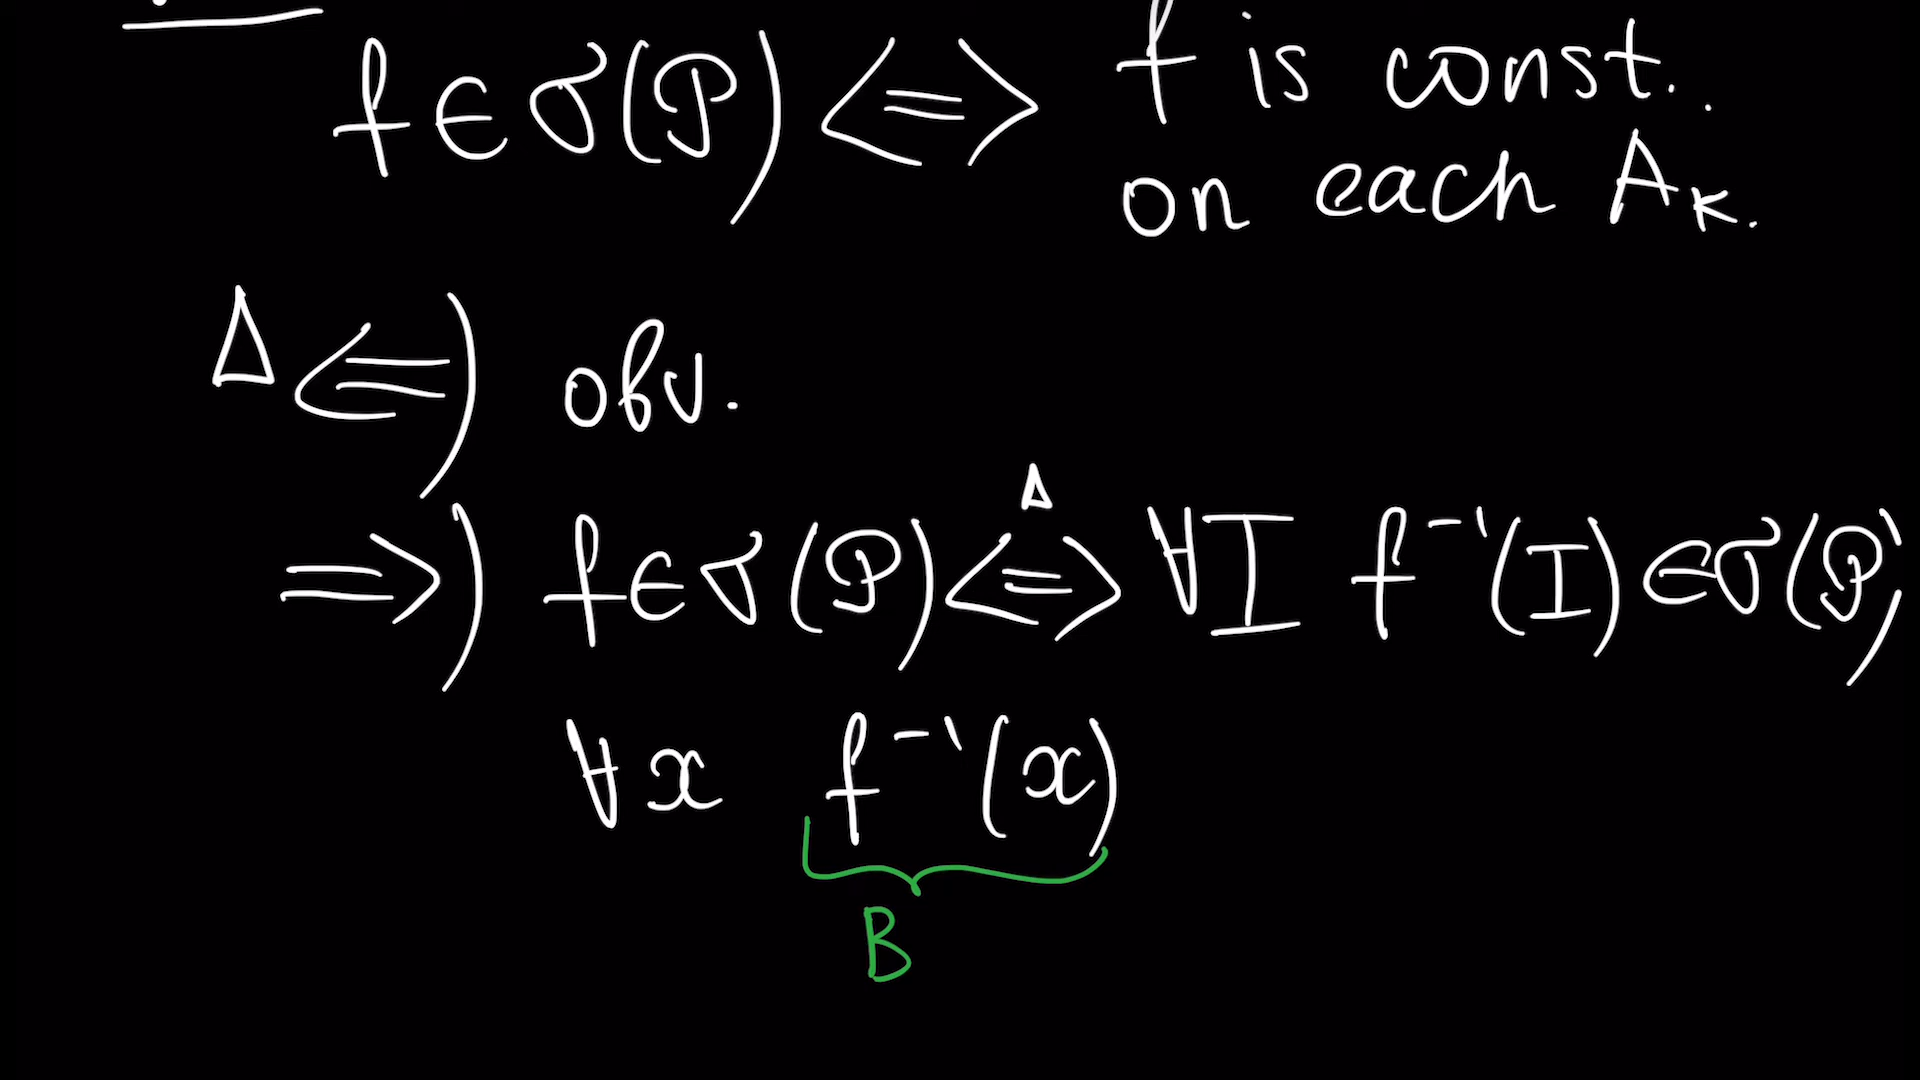 f ∈ σ(P) <=> f is const.
on each A_k.
Δ <=) obv.
=>) f ∈ σ(P) <=>^Δ ∀ I f⁻¹(I) ∈ σ(P)
∀ x f⁻¹(x)
B